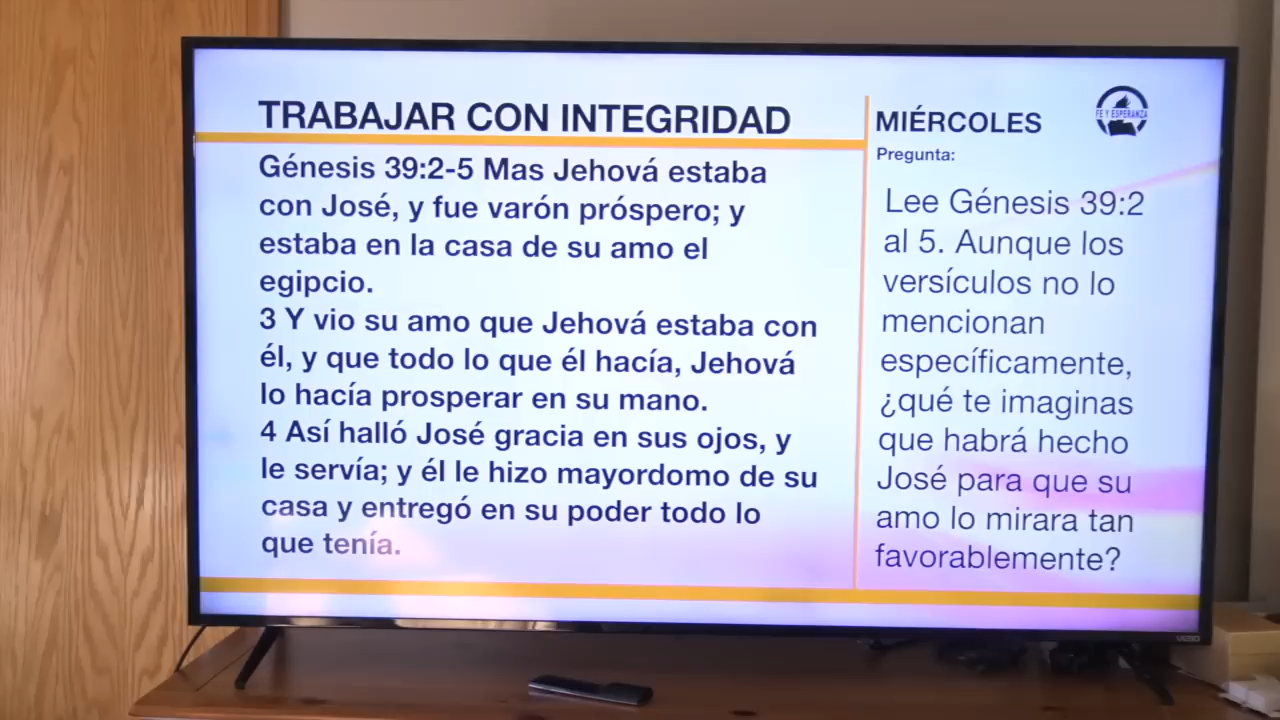 TRABAJAR CON INTEGRIDAD
Génesis 39:2-5 Mas Jehová estaba
con José, y fue varón próspero; y
estaba en la casa de su amo el
egipcio.
3 Y vio su amo que Jehová estaba con
él, y que todo lo que él hacía, Jehová
lo hacía prosperar en su mano.
4 Así halló José gracia en sus ojos, y
le servía; y él le hizo mayordomo de su
casa y entregó en su poder todo lo
que tenía.
MIÉRCOLES
FE Y ESPERANZA
Pregunta:
Lee Génesis 39:2
al 5. Aunque los
versículos no lo
mencionan
específicamente,
¿qué te imaginas
que habrá hecho
José para que su
amo lo mirara tan
favorablemente?
VIZIO